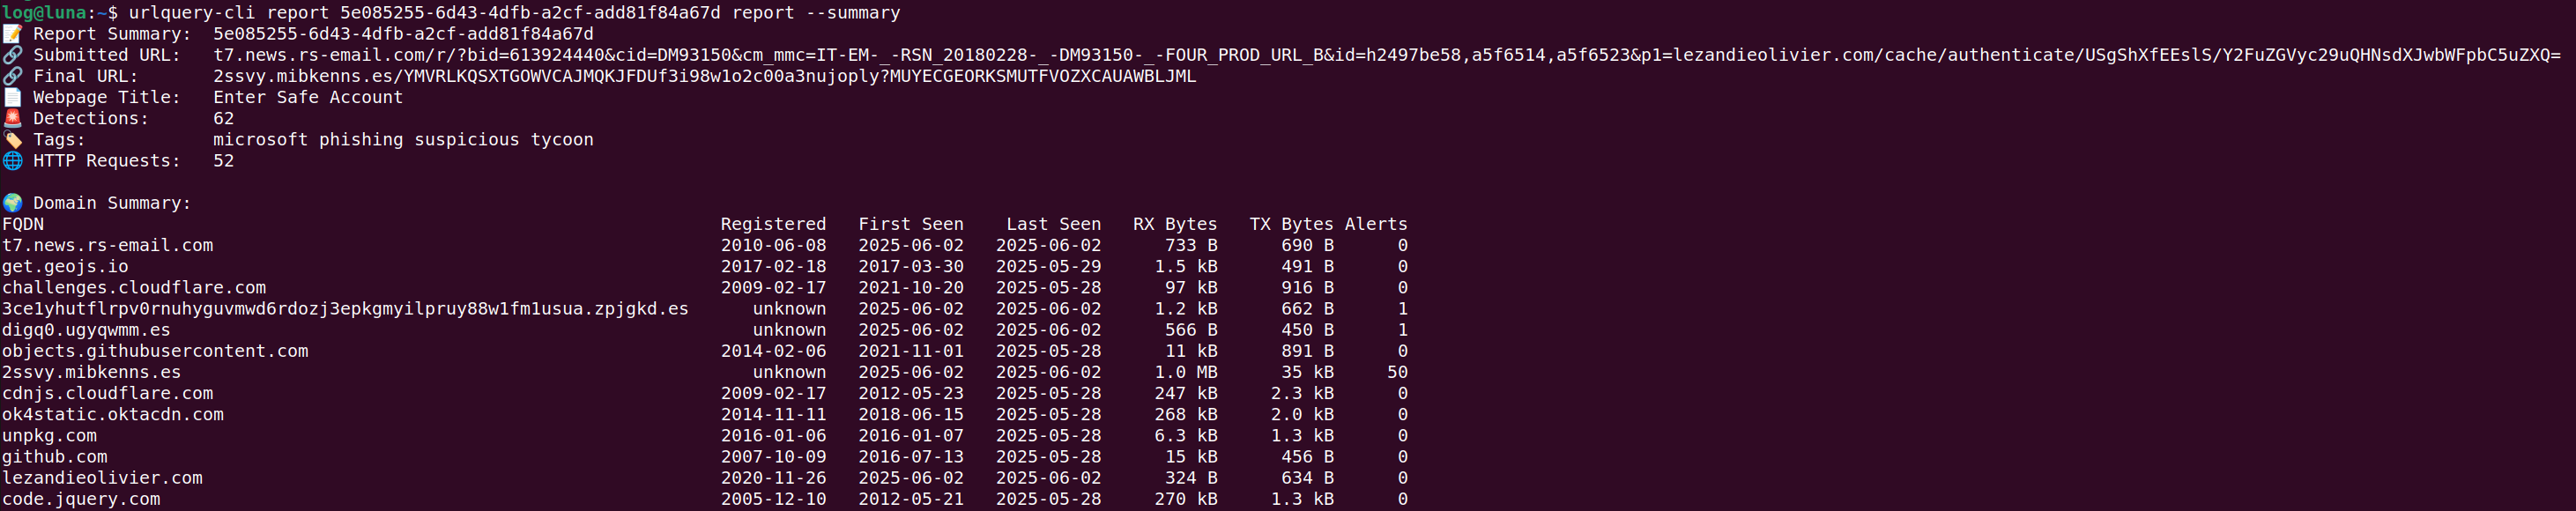 log@luna:~$ urlquery-cli report 5e085255-6d43-4dfb-a2cf-add81f84a67d report --summary
📝 Report Summary: 5e085255-6d43-4dfb-a2cf-add81f84a67d
🔗 Submitted URL: t7.news.rs-email.com/r/?bid=613924440&cid=DM93150&cm_mmc=IT-EM-_-RSN_20180228-_-DM93150-_-FOUR_PROD_URL_B&id=h2497be58,a5f6514,a5f6523&p1=lezandieolivier.com/cache/authenticate/USgShXfEEslS/Y2FuZGVyc29uQHNsdXJwbWFpbC5uZXQ=
🔗 Final URL: 2ssvy.mibkenns.es/YMVRLKQSXTGOWVCAJMQKJFDUf3i98w1o2c00a3nujoply?MUYECGEORKSMUTFVOZXCAUAWBLJML
📄 Webpage Title: Enter Safe Account
🚨 Detections: 62
🏷️ Tags: microsoft phishing suspicious tycoon
🌐 HTTP Requests: 52
🌍 Domain Summary:
FQDN Registered First Seen Last Seen RX Bytes TX Bytes Alerts
t7.news.rs-email.com 2010-06-08 2025-06-02 2025-06-02 733 B 690 B 0
get.geojs.io 2017-02-18 2017-03-30 2025-05-29 1.5 kB 491 B 0
challenges.cloudflare.com 2009-02-17 2021-10-20 2025-05-28 97 kB 916 B 0
3ce1yhutflrpv0rnuhyguvmwd6rdozj3epkgmyilpruy88w1fm1usua.zpjgkd.es unknown 2025-06-02 2025-06-02 1.2 kB 662 B 1
digq0.ugyqwmm.es unknown 2025-06-02 2025-06-02 566 B 450 B 1
objects.githubusercontent.com 2014-02-06 2021-11-01 2025-05-28 11 kB 891 B 0
2ssvy.mibkenns.es unknown 2025-06-02 2025-06-02 1.0 MB 35 kB 50
cdnjs.cloudflare.com 2009-02-17 2012-05-23 2025-05-28 247 kB 2.3 kB 0
ok4static.oktacdn.com 2014-11-11 2018-06-15 2025-05-28 268 kB 2.0 kB 0
unpkg.com 2016-01-06 2016-01-07 2025-05-28 6.3 kB 1.3 kB 0
github.com 2007-10-09 2016-07-13 2025-05-28 15 kB 456 B 0
lezandieolivier.com 2020-11-26 2025-06-02 2025-06-02 324 B 634 B 0
code.jquery.com 2005-12-10 2012-05-21 2025-05-28 270 kB 1.3 kB 0